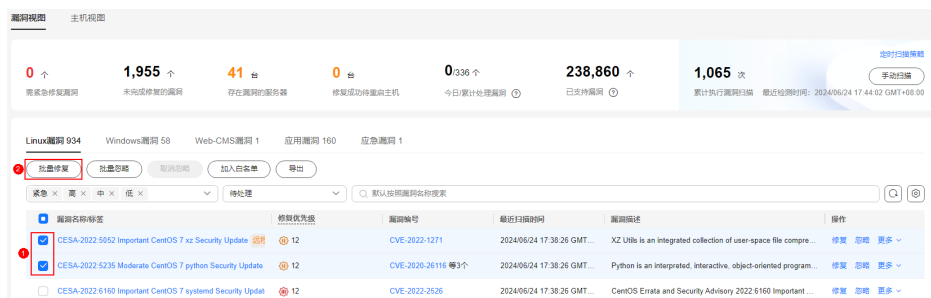 漏洞视图 主机视图
定时扫描策略
0 个 1,955 个 41 台 0 台 0/336 个 238,860 个 1,065 次 手动扫描
需紧急修复漏洞 未完成修复的漏洞 存在漏洞的服务器 修复成功待重启主机 今日/累计处理漏洞 已支持漏洞 累计执行漏洞扫描 最近检测时间：2024/06/24 17:44:02 GMT+08:00
Linux漏洞 934 Windows漏洞 58 Web-CMS漏洞 1 应用漏洞 160 应急漏洞 1
2 批量修复 批量忽略 取消忽略 加入白名单 导出
紧急 × 高 × 中 × 低 × 待处理 默认按照漏洞名称搜索
漏洞名称/标签 修复优先级 漏洞编号 最近扫描时间 漏洞描述 操作
1
CESA-2022:5052 Important CentOS 7 xz Security Update 12 CVE-2022-1271 2024/06/24 17:38:26 GMT... XZ Utils is an integrated collection of user-space file compre... 修复 忽略 更多
CESA-2022:5235 Moderate CentOS 7 python Security Update 12 CVE-2020-26116 等3个 2024/06/24 17:38:26 GMT... Python is an interpreted, interactive, object-oriented program... 修复 忽略 更多
CESA-2022:6160 Important CentOS 7 systemd Security Updat 12 CVE-2022-2526 2024/06/24 17:38:26 GMT... CentOS Errata and Security Advisory 2022:6160 Important ... 修复 忽略 更多